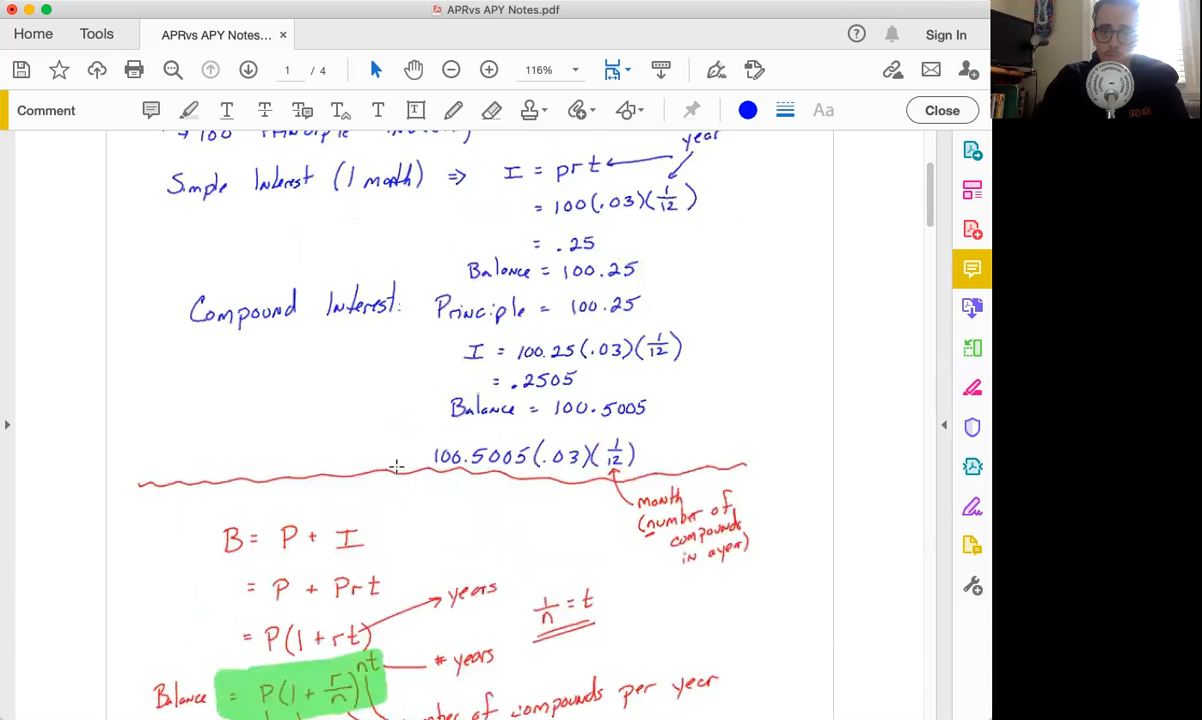 APRvs APY Notes.pdf
Home Tools APRvs APY Notes... × Sign In
1 / 4 116%
Comment Aa Close
→ 100 Principle
year
Simple Interest (1 month) => I = prt
= 100(.03)(1/12)
= .25
Balance = 100.25
Compound Interest: Principle = 100.25
I = 100.25(.03)(1/12)
= .2505
Balance = 100.5005
100.5005(.03)(1/12)
month
(number of
compounds
in a year)
B = P + I
= P + Prt
years
1/n = t
= P(1+rt)
# years
Balance = P(1 + r/n)^nt
number of compounds per year